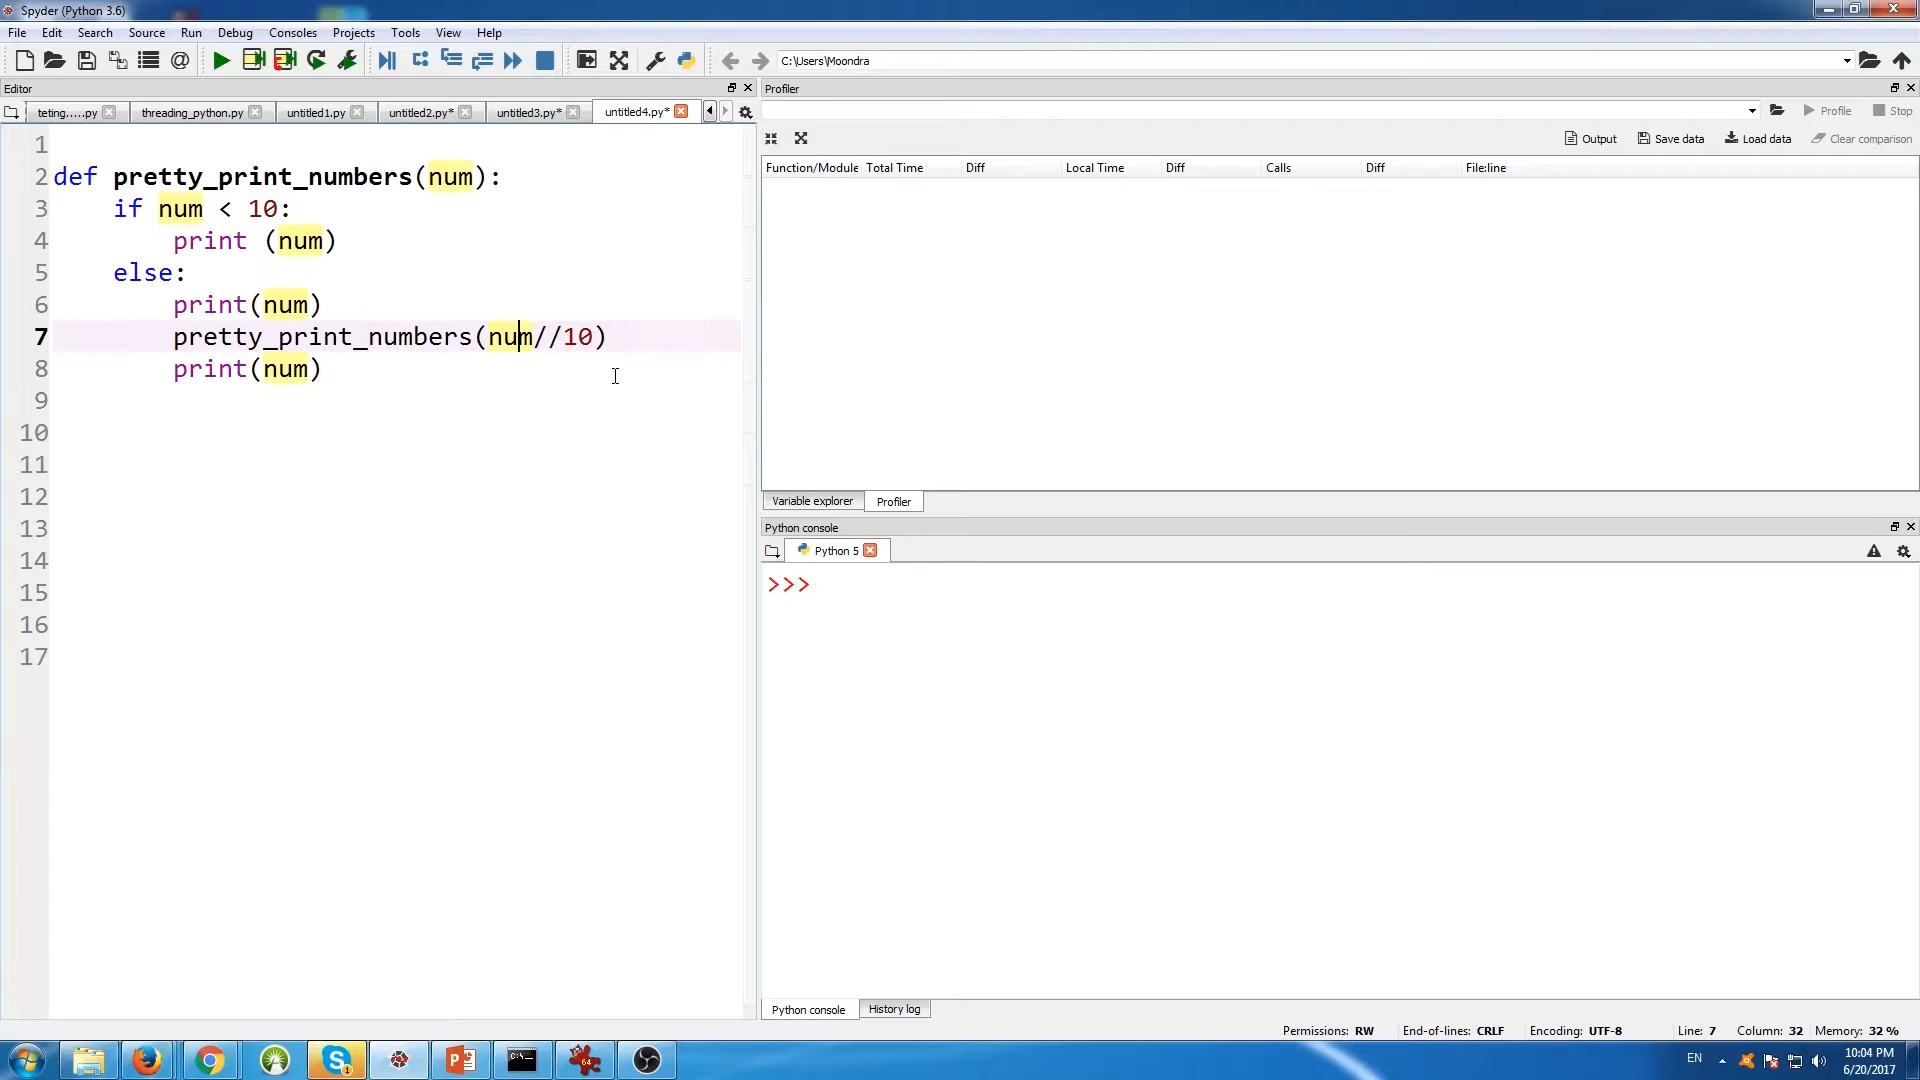 Spyder (Python 3.6)
File Edit Search Source Run Debug Consoles Projects Tools View Help
C:\Users\Moondra
Editor
Profiler
teting.....py threading_python.py untitled1.py untitled2.py* untitled3.py* untitled4.py*
Profile Stop
Output Save data Load data Clear comparison
Function/Module Total Time Diff Local Time Diff Calls Diff File:line
1
2 def pretty_print_numbers(num):
3 if num < 10:
4 print (num)
5 else:
6 print(num)
7 pretty_print_numbers(num//10)
8 print(num)
9
10
11
12
13
14
15
16
17
Variable explorer Profiler
Python console
Python 5
>>>
Python console History log
Permissions: RW End-of-lines: CRLF Encoding: UTF-8 Line: 7 Column: 32 Memory: 32 %
EN
10:04 PM
6/20/2017